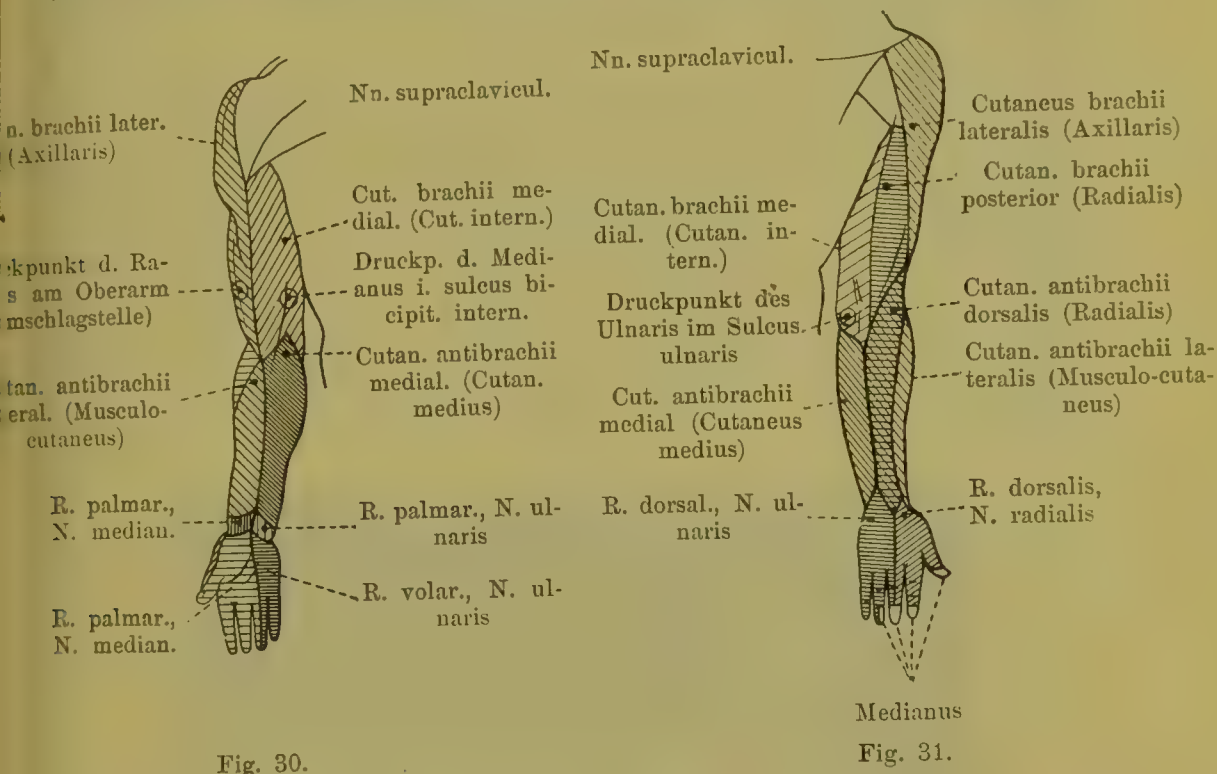 Nn. supraclavicul.
brachii later.
(Axillaris)
Cut. brachii me-
dial. (Cut. intern.)
d. Ra-
am Oberarm
Druckp. d. Medi-
anus i. sulcus bi-
cipit. intern.
Cutan. antibrachii
medial. (Cutan.
medius)
antibrachii
(Musculo-
cutaneus)
R. palmar.,
N. median.
R. palmar., N. ul-
naris
R. volar., N. ul-
naris
R. palmar.,
N. median.
Fig. 30.
Nn. supraclavicul.
Cutaneus brachii
lateralis (Axillaris)
Cutan. brachii
posterior (Radialis)
Cutan. brachii me-
dial. (Cutan. in-
tern.)
Druckpunkt des
Ulnaris im Sulcus
ulnaris
Cutan. antibrachii
dorsalis (Radialis)
Cutan. antibrachii la-
teralis (Musculo-cuta-
neus)
Cut. antibrachii
medial (Cutaneus
medius)
R. dorsal., N. ul-
naris
R. dorsalis,
N. radialis
Medianus
Fig. 31.